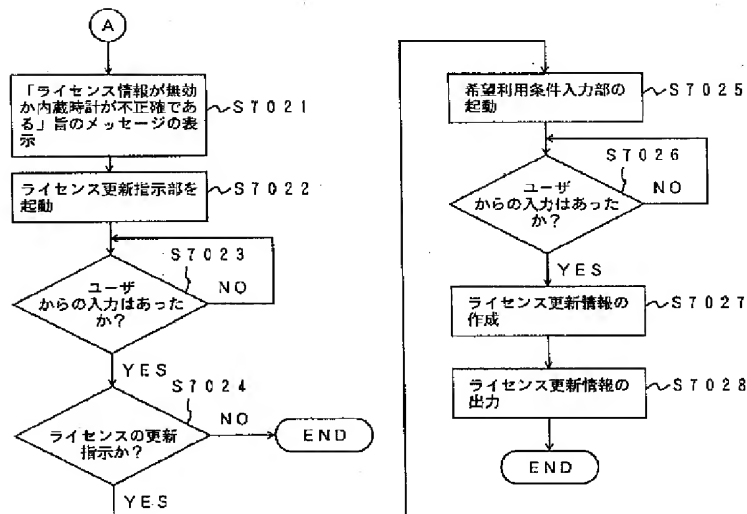 A
「ライセンス情報が無効
か内蔵時計が不正確であ
る」旨のメッセージの表
示
S7021
ライセンス更新指示部を
起動
S7022
S7023
ユーザ
からの入力はあった
か?
NO
YES
S7024
ライセンスの更新
指示か?
NO
END
YES
希望利用条件入力部の
起動
S7025
S7026
ユーザ
からの入力はあった
か?
NO
YES
ライセンス更新情報の
作成
S7027
ライセンス更新情報の
出力
S7028
END